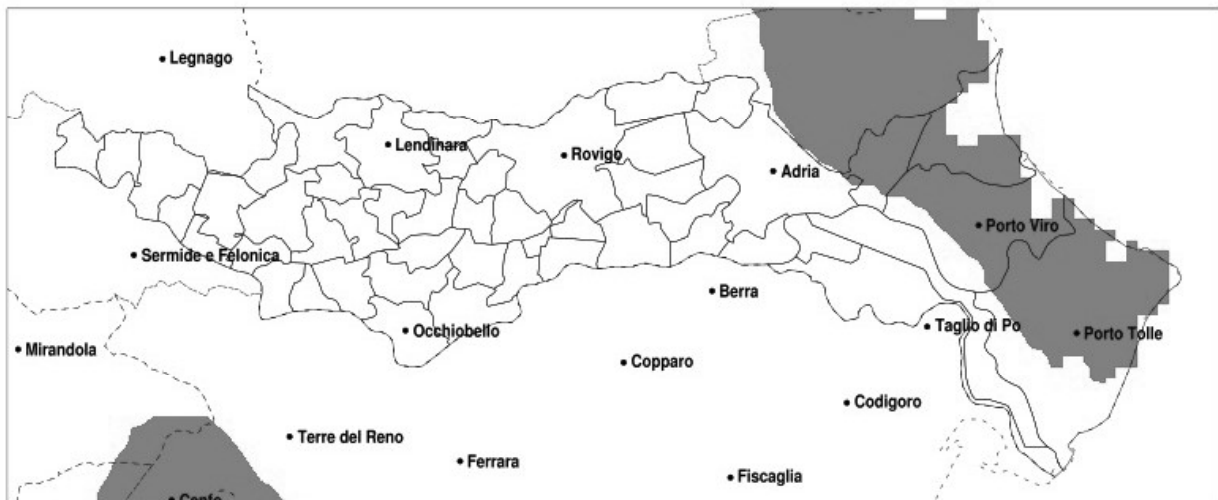 Legnago
Lendinara
Rovigo
Adria
Porto Viro
Sermide e Felonica
Berra
Occhiobello
Taglio di Po
Porto Tolle
Mirandola
Copparo
Codigoro
Terre del Reno
Ferrara
Fiscaglia
Cento